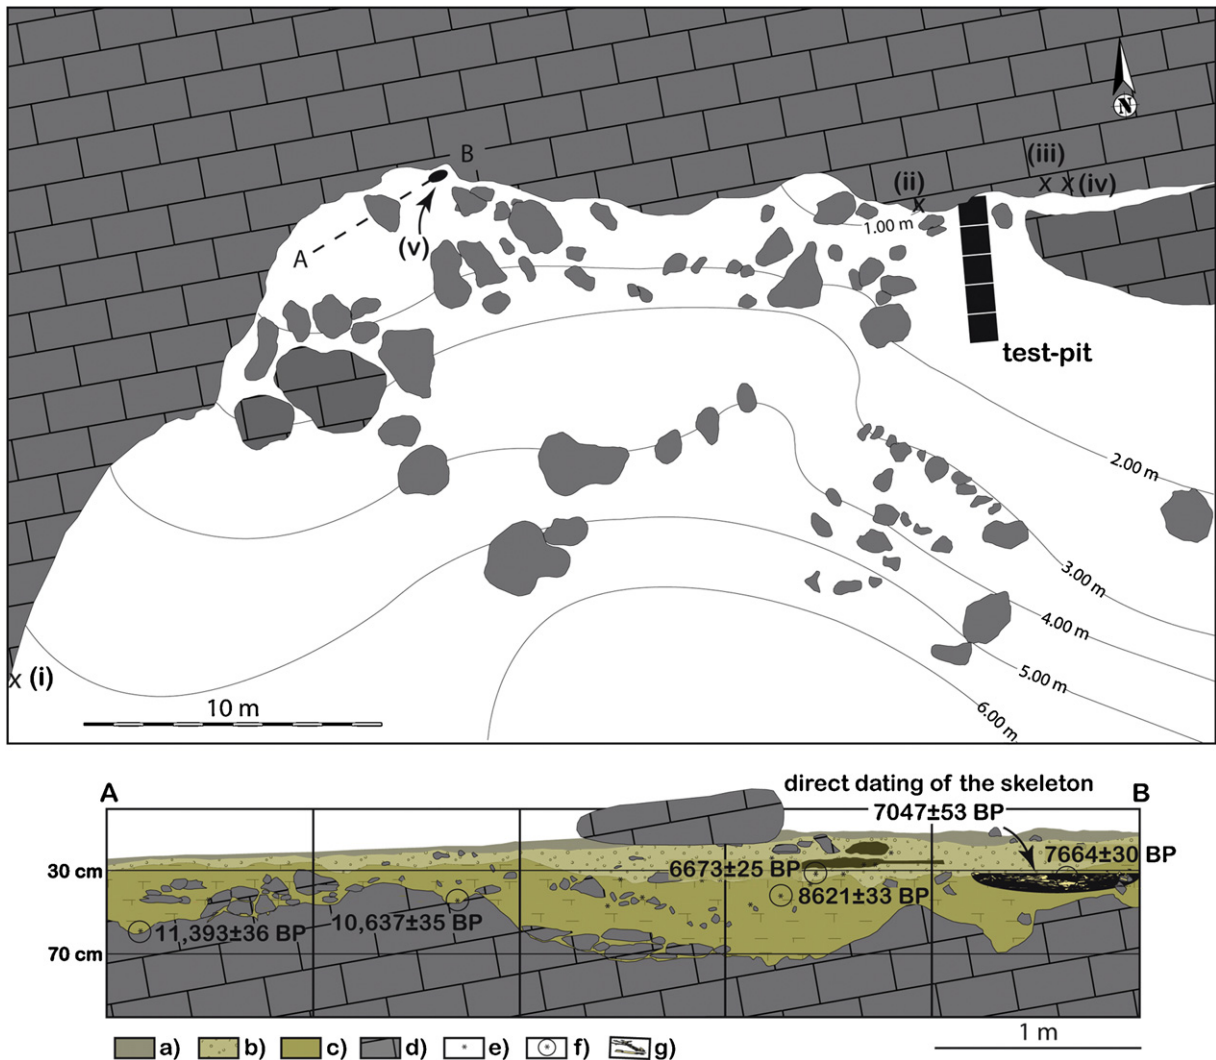 N
B
(iii)
(ii)
(iv)
1.00 m
(v)
A
test-pit
2.00 m
3.00 m
4.00 m
(i)
5.00 m
10 m
6.00 m
direct dating of the skeleton
A
B
7047±53 BP
7664±30 BP
30 cm
6673±25 BP
8621±33 BP
10,637±35 BP
11,393±36 BP
70 cm
1 m
a) b) c) d) e) f) g)